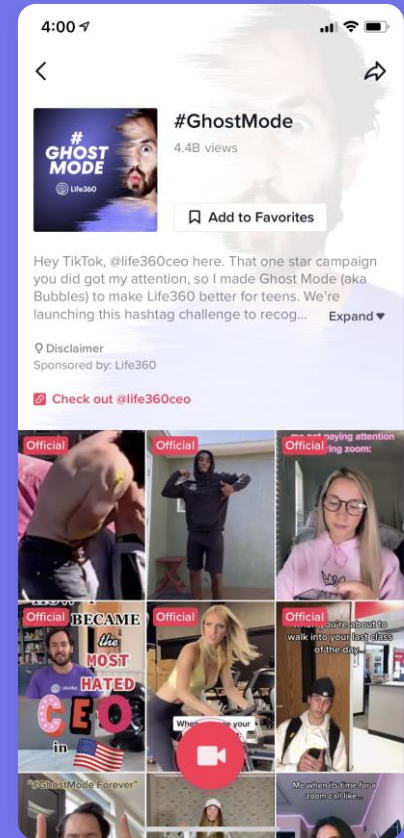 4:00
#GhostMode
4.4B views
#
GHOST
MODE
Life360
Add to Favorites
Hey TikTok, @life360ceo here. That one star campaign
you did got my attention, so I made Ghost Mode (aka
Bubbles) to make Life360 better for teens. We're
launching this hashtag challenge to recog... Expand
Disclaimer
Sponsored by: Life360
Check out @life360ceo
Official
Official
Official
paying attention
zoom:
Official
BECAME
the
MOST
HATED
CEO
in
Life360
Official
When
your
Official
you're about to
walk into your last class
of the day...
"#GhostMode Forever"
Me when its time for a
zoom call like...